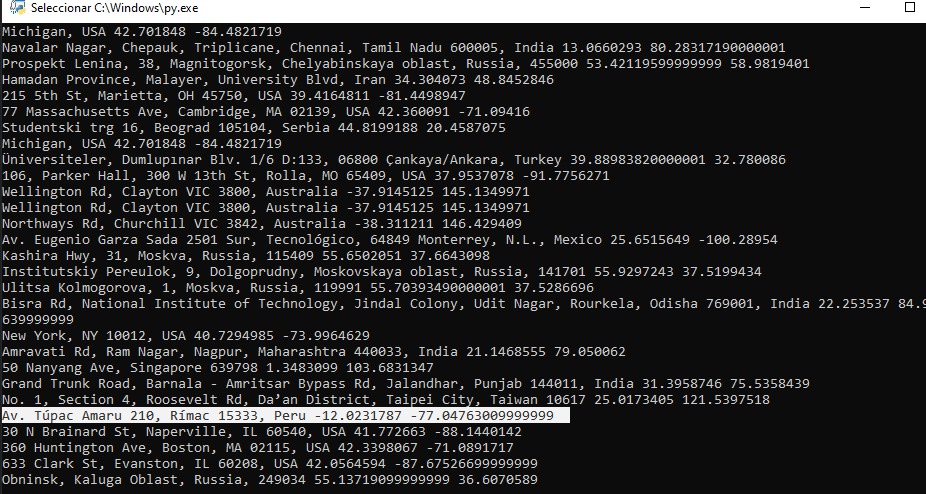 Seleccionar C:\Windows\py.exe
Michigan, USA 42.701848 -84.4821719
Navalar Nagar, Chepauk, Triplicane, Chennai, Tamil Nadu 600005, India 13.0660293 80.28317190000001
Prospekt Lenina, 38, Magnitogorsk, Chelyabinskaya oblast, Russia, 455000 53.42119599999999 58.9819401
Hamadan Province, Malayer, University Blvd, Iran 34.304073 48.8452846
215 5th St, Marietta, OH 45750, USA 39.4164811 -81.4498947
77 Massachusetts Ave, Cambridge, MA 02139, USA 42.360091 -71.09416
Studentski trg 16, Beograd 105104, Serbia 44.8199188 20.4587075
Michigan, USA 42.701848 -84.4821719
Üniversiteler, Dumlupınar Blv. 1/6 D:133, 06800 Çankaya/Ankara, Turkey 39.88983820000001 32.780086
106, Parker Hall, 300 W 13th St, Rolla, MO 65409, USA 37.9537078 -91.7756271
Wellington Rd, Clayton VIC 3800, Australia -37.9145125 145.1349971
Wellington Rd, Clayton VIC 3800, Australia -37.9145125 145.1349971
Northways Rd, Churchill VIC 3842, Australia -38.311211 146.429409
Av. Eugenio Garza Sada 2501 Sur, Tecnológico, 64849 Monterrey, N.L., Mexico 25.6515649 -100.28954
Kashira Hwy, 31, Moskva, Russia, 115409 55.6502051 37.6643098
Institutskiy Pereulok, 9, Dolgoprudny, Moskovskaya oblast, Russia, 141701 55.9297243 37.5199434
Ulitsa Kolmogorova, 1, Moskva, Russia, 119991 55.70393490000001 37.5286696
Bisra Rd, National Institute of Technology, Jindal Colony, Udit Nagar, Rourkela, Odisha 769001, India 22.253537 84.9
639999999
New York, NY 10012, USA 40.7294985 -73.9964629
Amravati Rd, Ram Nagar, Nagpur, Maharashtra 440033, India 21.1468555 79.050062
50 Nanyang Ave, Singapore 639798 1.3483099 103.6831347
Grand Trunk Road, Barnala - Amritsar Bypass Rd, Jalandhar, Punjab 144011, India 31.3958746 75.5358439
No. 1, Section 4, Roosevelt Rd, Da’an District, Taipei City, Taiwan 10617 25.0173405 121.5397518
Av. Túpac Amaru 210, Rímac 15333, Peru -12.0231787 -77.04763009999999
30 N Brainard St, Naperville, IL 60540, USA 41.772663 -88.1440142
360 Huntington Ave, Boston, MA 02115, USA 42.3398067 -71.0891717
633 Clark St, Evanston, IL 60208, USA 42.0564594 -87.67526699999999
Obninsk, Kaluga Oblast, Russia, 249034 55.13719099999999 36.6070589